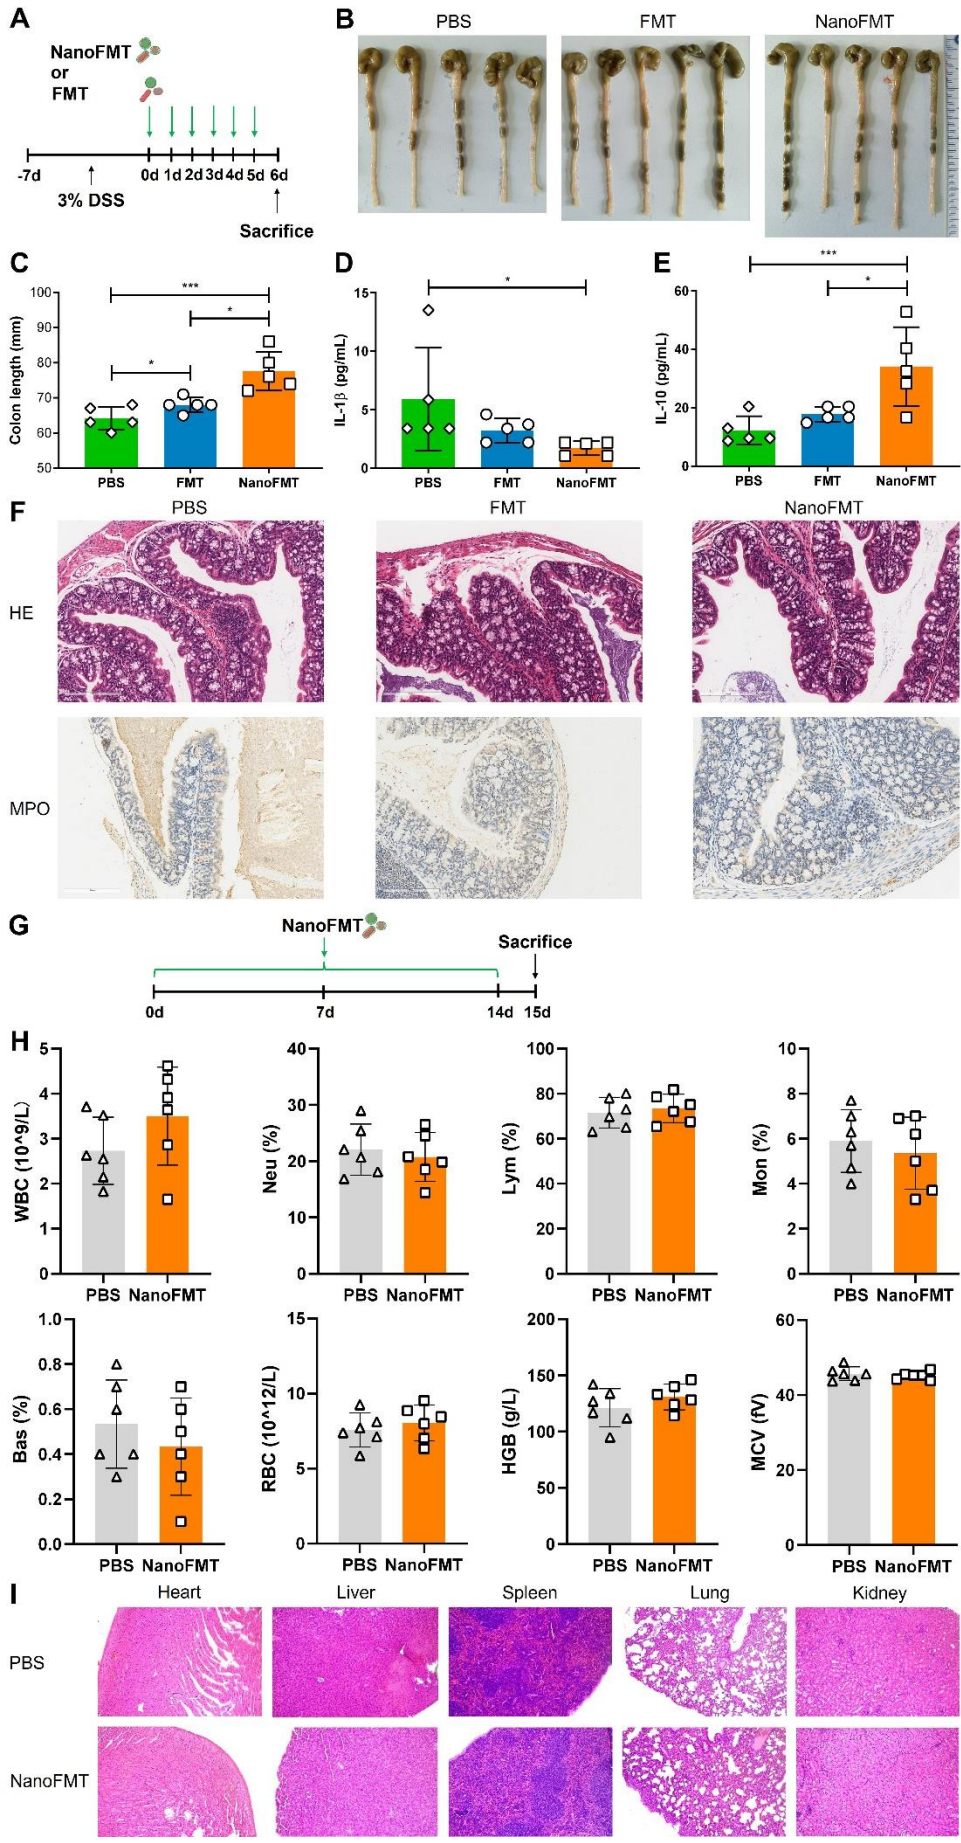 A
NanoFMT
or
FMT
-7d
0d 1d 2d 3d 4d 5d 6d
3% DSS
Sacrifice
B
PBS FMT NanoFMT
C
Colon length (mm)
100
90
80
70
60
50
***
*
*
PBS FMT NanoFMT
D
IL-1β (pg/mL)
15
10
5
0
*
PBS FMT NanoFMT
E
IL-10 (pg/mL)
60
40
20
0
***
*
PBS FMT NanoFMT
F
PBS FMT NanoFMT
HE
MPO
G
NanoFMT
Sacrifice
0d 7d 14d 15d
H
WBC (10^9/L)
5
4
3
2
1
0
PBS NanoFMT
Neu (%)
40
30
20
10
0
PBS NanoFMT
Lym (%)
100
80
60
40
20
0
PBS NanoFMT
Mon (%)
10
8
6
4
2
0
PBS NanoFMT
Bas (%)
1.0
0.8
0.6
0.4
0.2
0.0
PBS NanoFMT
RBC (10^12/L)
15
10
5
0
PBS NanoFMT
HGB (g/L)
200
150
100
50
0
PBS NanoFMT
MCV (fV)
60
40
20
0
PBS NanoFMT
I
Heart Liver Spleen Lung Kidney
PBS
NanoFMT